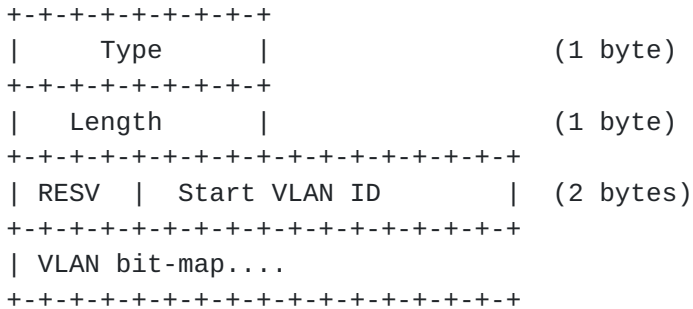 +-+-+-+-+-+-+-+-+
|     Type      |                  (1 byte)
+-+-+-+-+-+-+-+-+
|   Length      |                  (1 byte)
+-+-+-+-+-+-+-+-+-+-+-+-+-+-+-+-+
| RESV  |  Start VLAN ID        |  (2 bytes)
+-+-+-+-+-+-+-+-+-+-+-+-+-+-+-+-+
| VLAN bit-map....
+-+-+-+-+-+-+-+-+-+-+-+-+-+-+-+-+